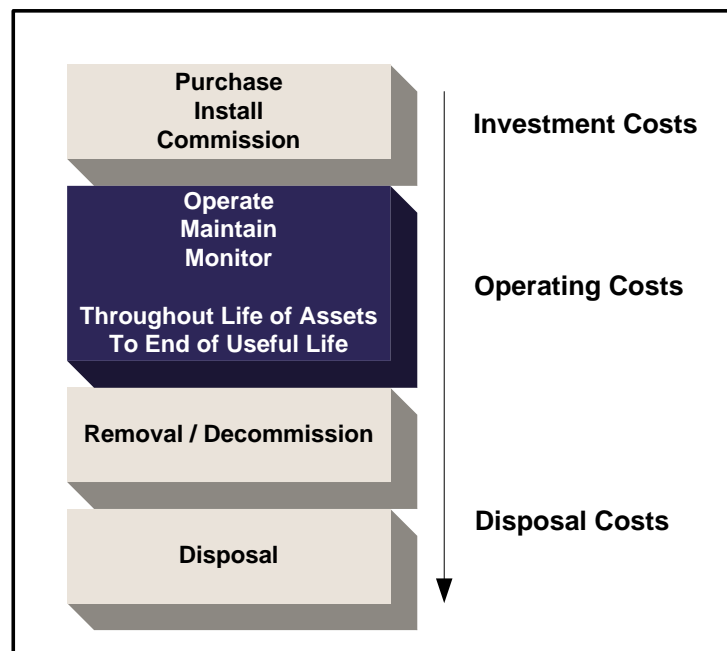 Purchase
Install
Commission
Investment Costs
Operate
Maintain
Monitor
Throughout Life of Assets
To End of Useful Life
Operating Costs
Removal / Decommission
Disposal
Disposal Costs